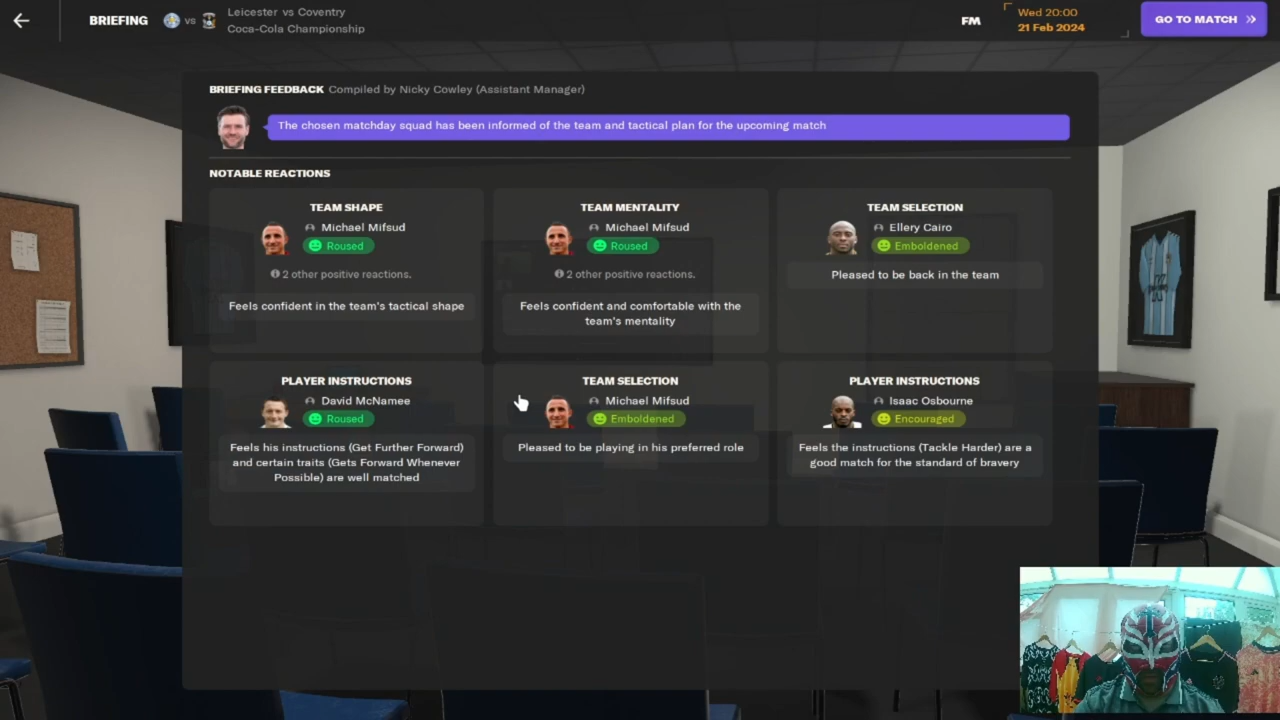 BRIEFING
vs
Leicester vs Coventry
Coca-Cola Championship
FM
Wed 20:00
21 Feb 2024
GO TO MATCH
BRIEFING FEEDBACK Compiled by Nicky Cowley (Assistant Manager)
The chosen matchday squad has been informed of the team and tactical plan for the upcoming match
NOTABLE REACTIONS
TEAM SHAPE
Michael Mifsud
Roused
2 other positive reactions.
Feels confident in the team's tactical shape
TEAM MENTALITY
Michael Mifsud
Roused
2 other positive reactions.
Feels confident and comfortable with the
team's mentality
TEAM SELECTION
Ellery Cairo
Emboldened
Pleased to be back in the team
PLAYER INSTRUCTIONS
David McNamee
Roused
Feels his instructions (Get Further Forward)
and certain traits (Gets Forward Whenever
Possible) are well matched
TEAM SELECTION
Michael Mifsud
Emboldened
Pleased to be playing in his preferred role
PLAYER INSTRUCTIONS
Isaac Osbourne
Encouraged
Feels the instructions (Tackle Harder) are a
good match for the standard of bravery